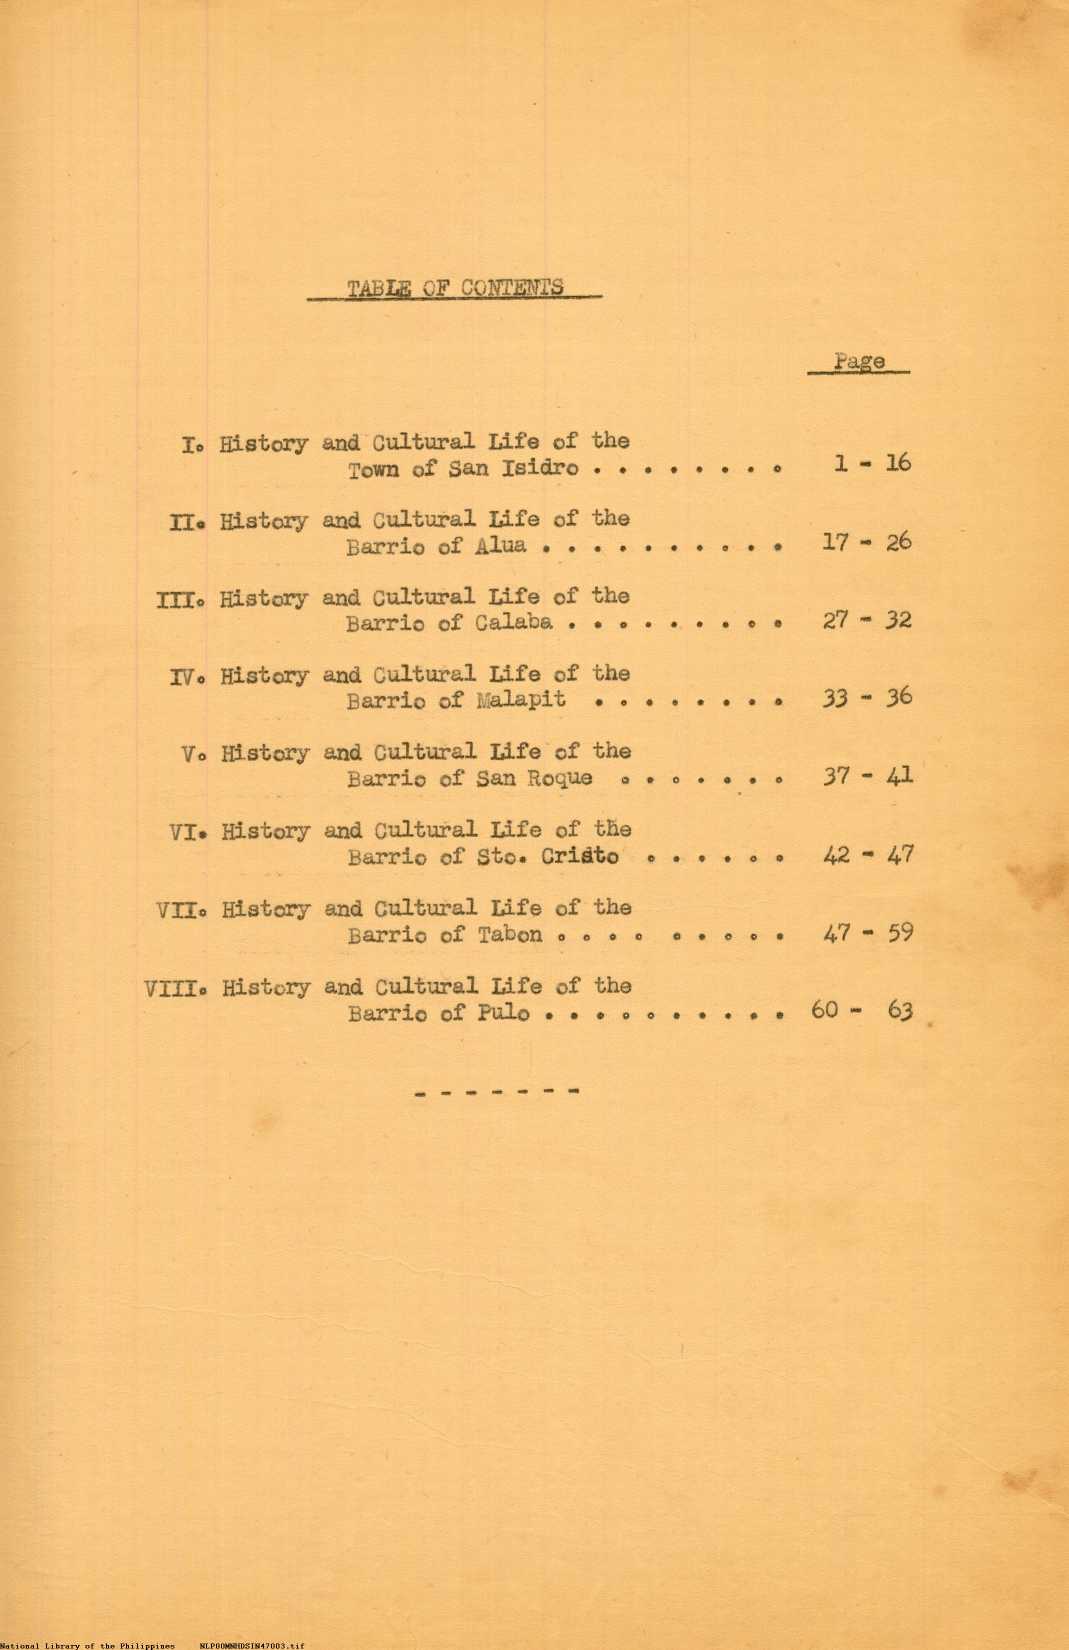 TABLE OF CONTENTS
Page
I. History and Cultural Life of the
Town of San Isidro . . . . . . . . 1 - 16
II. History and Cultural Life of the
Barrio of Alua . . . . . . . . . . 17 - 26
III. History and Cultural Life of the
Barrio of Calaba . . . . . . . . . 27 - 32
IV. History and Cultural Life of the
Barrio of Malapit . . . . . . . . 33 - 36
V. History and Cultural Life of the
Barrio of San Roque . . . . . . . 37 - 41
VI. History and Cultural Life of the
Barrio of Sto. Cristo . . . . . . 42 - 47
VII. History and Cultural Life of the
Barrio of Tabon . . . . . . . . . 47 - 59
VIII. History and Cultural Life of the
Barrio of Pulo . . . . . . . . . . 60 - 63
- - - - - - -
National Library of the Philippines NLP00MNHDSIN47003.tif